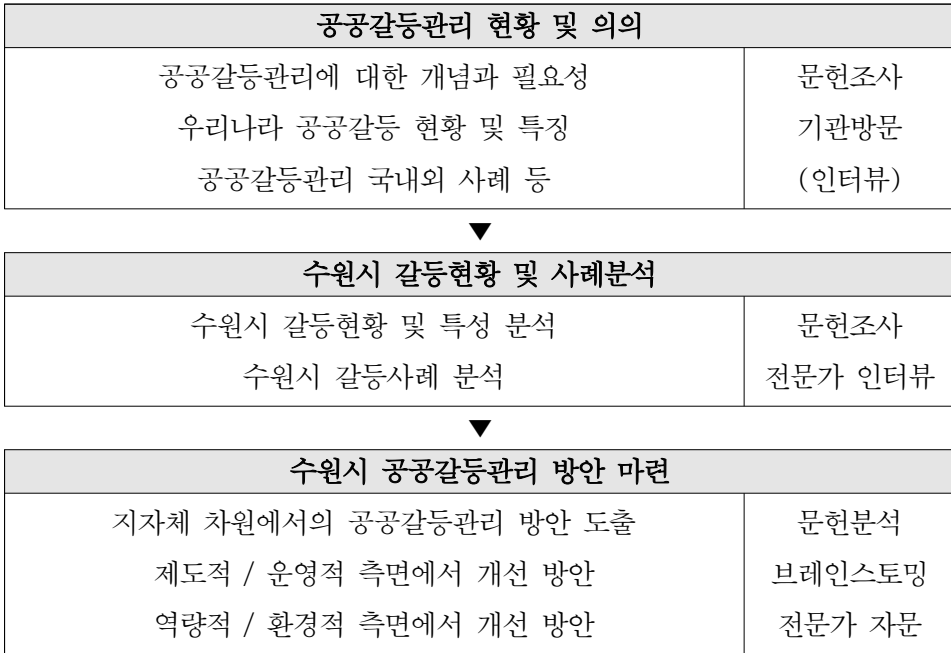 공공갈등관리 현황 및 의의
공공갈등관리에 대한 개념과 필요성 문헌조사
우리나라 공공갈등 현황 및 특징 기관방문
공공갈등관리 국내외 사례 등 (인터뷰)
▼
수원시 갈등현황 및 사례분석
수원시 갈등현황 및 특성 분석 문헌조사
수원시 갈등사례 분석 전문가 인터뷰
▼
수원시 공공갈등관리 방안 마련
지자체 차원에서의 공공갈등관리 방안 도출 문헌분석
제도적 / 운영적 측면에서 개선 방안 브레인스토밍
역량적 / 환경적 측면에서 개선 방안 전문가 자문